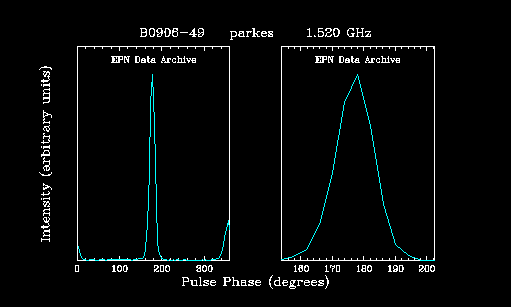 B0906-49 parkes 1.520 GHz
EPN Data Archive EPN Data Archive
Intensity (arbitrary units)
0 100 200 300 160 170 180 190 200
Pulse Phase (degrees)